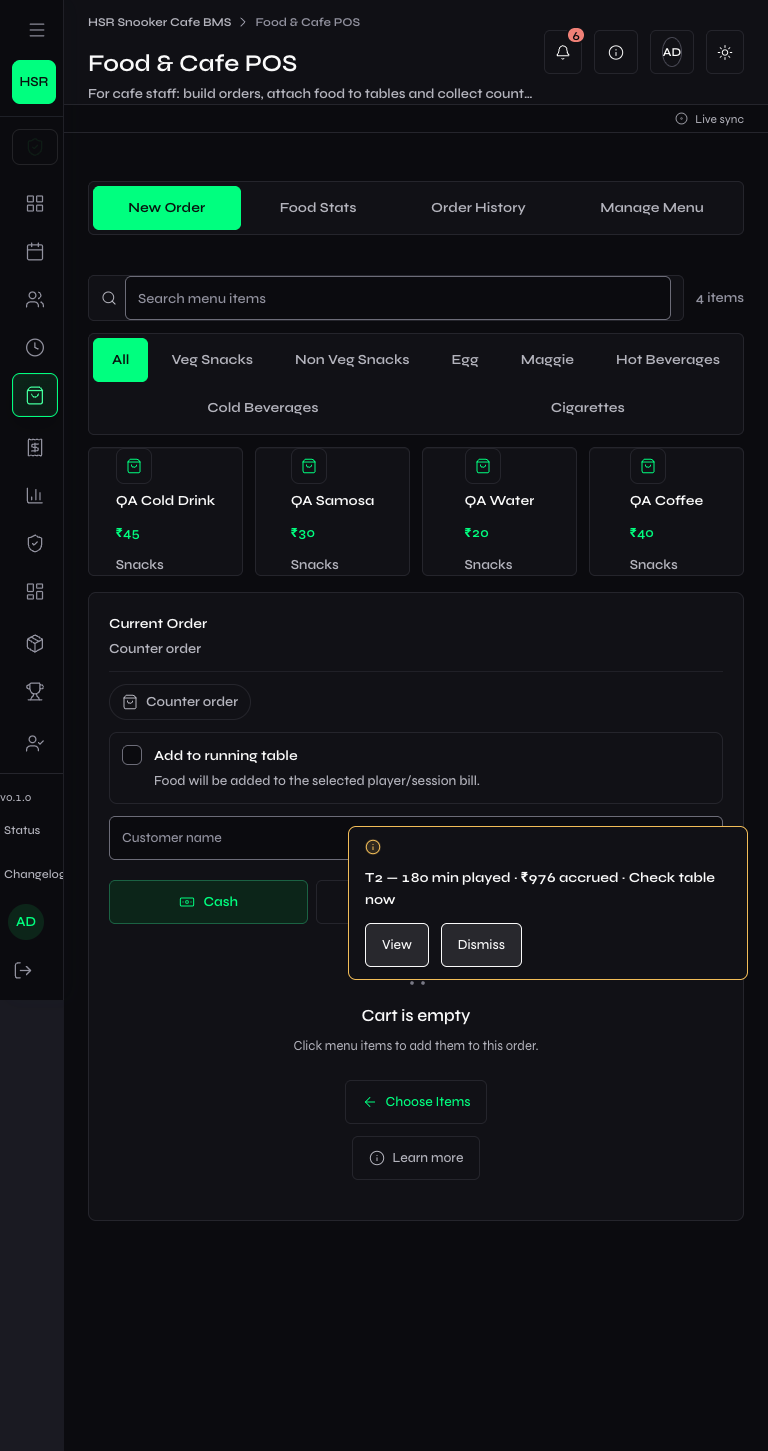 HSR Snooker Cafe BMS > Food & Cafe POS
Food & Cafe POS
For cafe staff: build orders, attach food to tables and collect count...
6
AD
HSR
Live sync
New Order Food Stats Order History Manage Menu
Search menu items
4 items
All Veg Snacks Non Veg Snacks Egg Maggie Hot Beverages
Cold Beverages Cigarettes
QA Cold Drink QA Samosa QA Water QA Coffee
₹45 ₹30 ₹20 ₹40
Snacks Snacks Snacks Snacks
Current Order
Counter order
Counter order
Add to running table
Food will be added to the selected player/session bill.
Customer name
Cash
T2 — 180 min played · ₹976 accrued · Check table
now
View Dismiss
Cart is empty
Click menu items to add them to this order.
Choose Items
Learn more
v0.1.0
Status
Changelog
AD